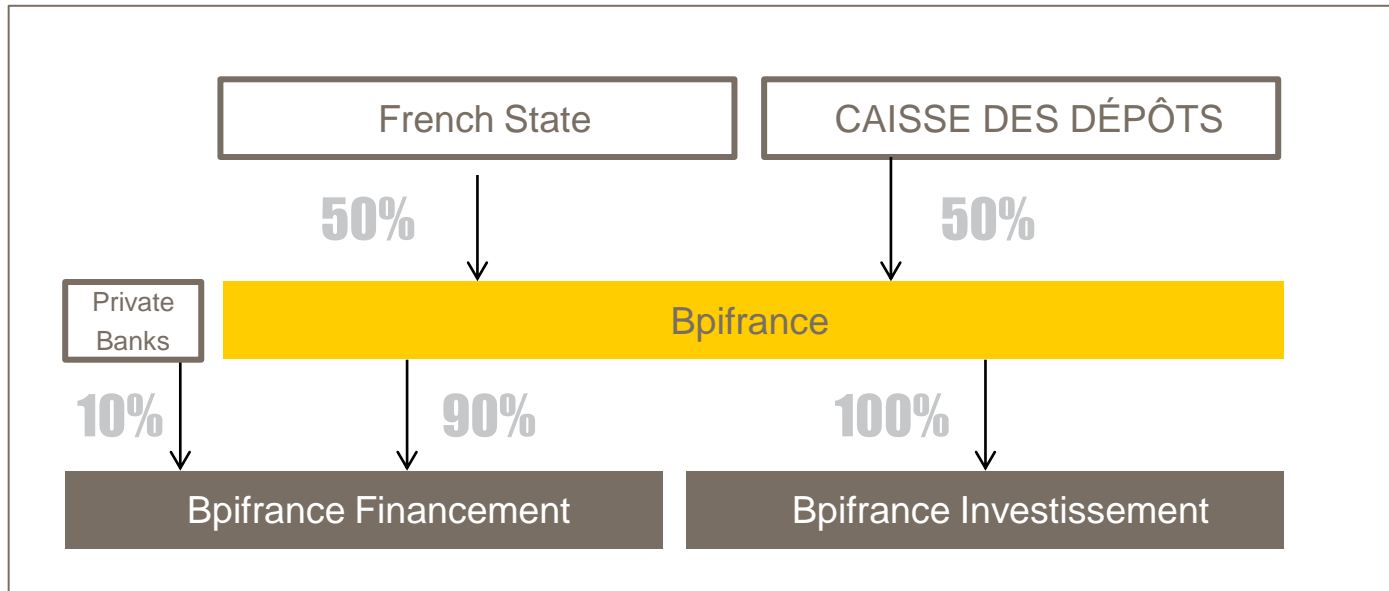 French State
CAISSE DES DÉPÔTS
50%
50%
Private
Banks
Bpifrance
10%
90%
100%
Bpifrance Financement
Bpifrance Investissement